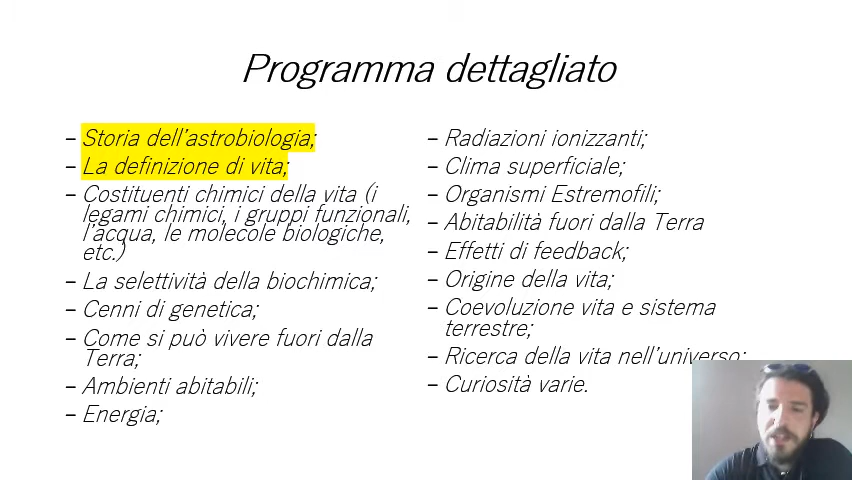 Programma dettagliato
– Storia dell'astrobiologia;
– La definizione di vita;
– Costituenti chimici della vita (i
legami chimici, i gruppi funzionali,
l'acqua, le molecole biologiche,
etc.)
– La selettività della biochimica;
– Cenni di genetica;
– Come si può vivere fuori dalla
Terra;
– Ambienti abitabili;
– Energia;
– Radiazioni ionizzanti;
– Clima superficiale;
– Organismi Estremofili;
– Abitabilità fuori dalla Terra
– Effetti di feedback;
– Origine della vita;
– Coevoluzione vita e sistema
terrestre;
– Ricerca della vita nell'universo;
– Curiosità varie.